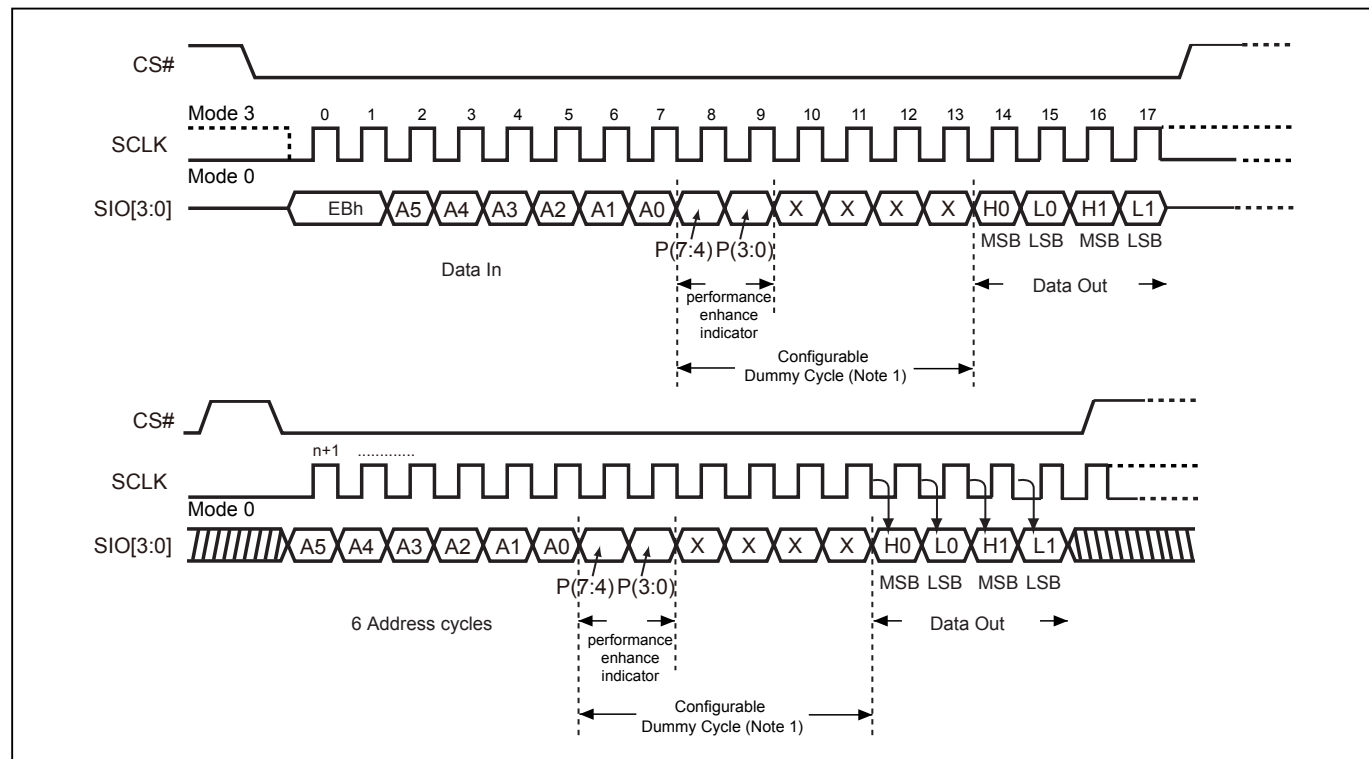 CS#
Mode 3
0 1 2 3 4 5 6 7 8 9 10 11 12 13 14 15 16 17
SCLK
Mode 0
SIO[3:0] EBh A5 A4 A3 A2 A1 A0 X X X X H0 L0 H1 L1
P(7:4) P(3:0) MSB LSB MSB LSB
Data In
Data Out
performance
enhance
indicator
Configurable
Dummy Cycle (Note 1)
CS#
n+1 .............
SCLK
Mode 0
SIO[3:0] A5 A4 A3 A2 A1 A0 X X X X H0 L0 H1 L1
P(7:4) P(3:0) MSB LSB MSB LSB
6 Address cycles
Data Out
performance
enhance
indicator
Configurable
Dummy Cycle (Note 1)